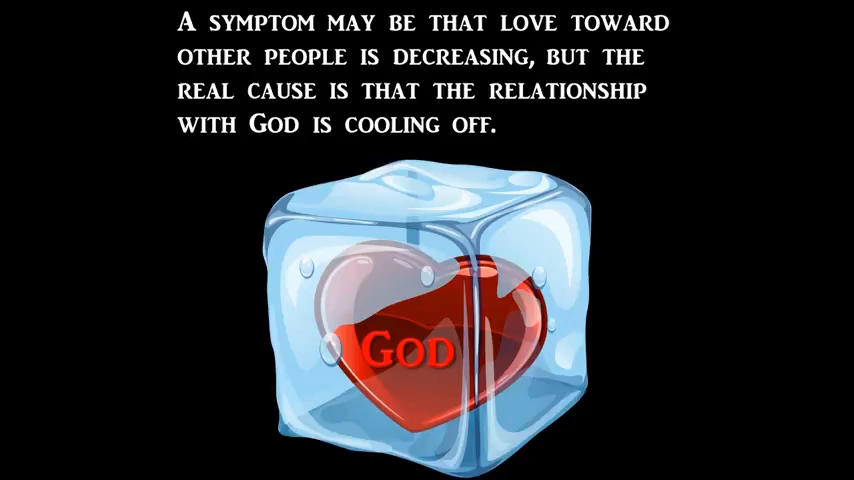 A symptom may be that love toward
other people is decreasing, but the
real cause is that the relationship
with God is cooling off.
God